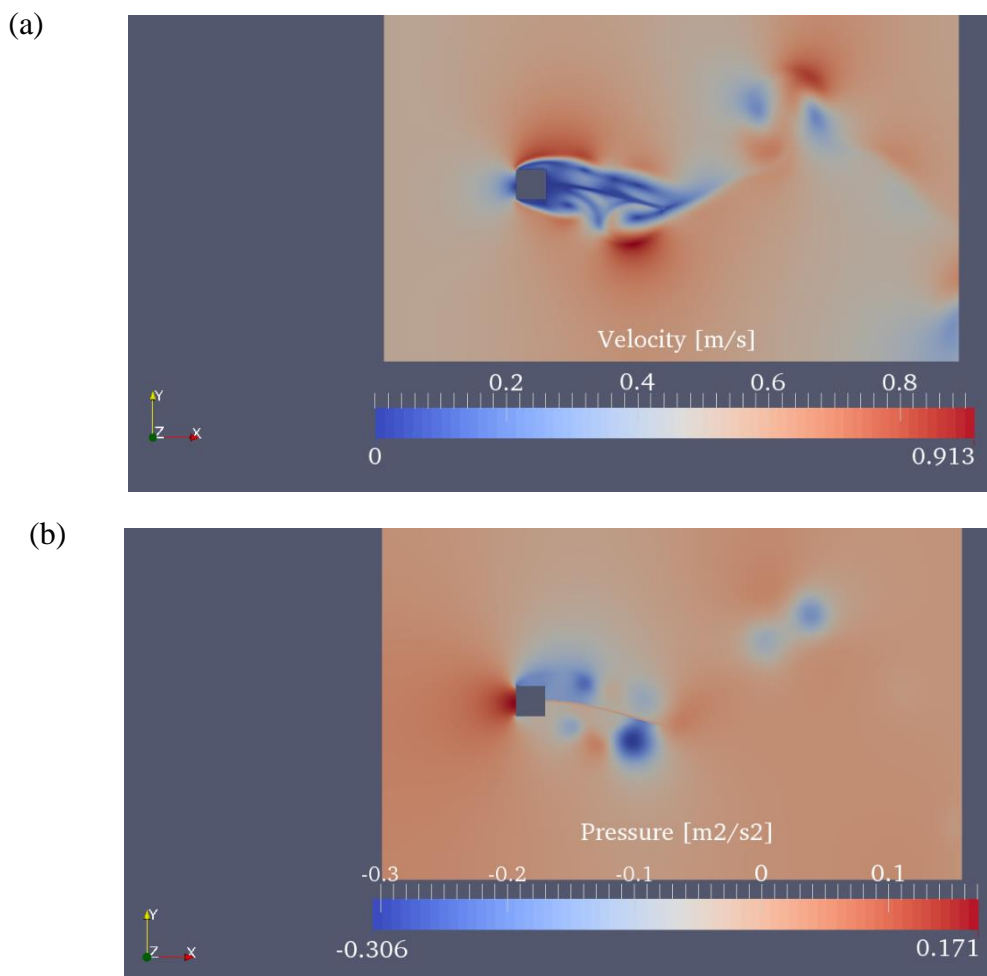 (a)
Velocity [m/s]
0.2 0.4 0.6 0.8
0 0.913
Y
Z X
(b)
Pressure [m2/s2]
-0.3 -0.2 -0.1 0 0.1
-0.306 0.171
Y
Z X